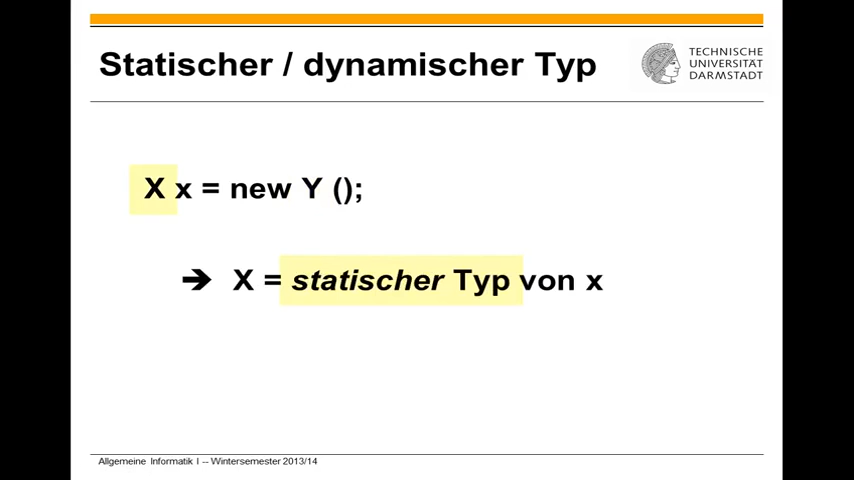 Statischer / dynamischer Typ
TECHNISCHE
UNIVERSITÄT
DARMSTADT
X x = new Y ();
➔ X = statischer Typ von x
Allgemeine Informatik I -- Wintersemester 2013/14